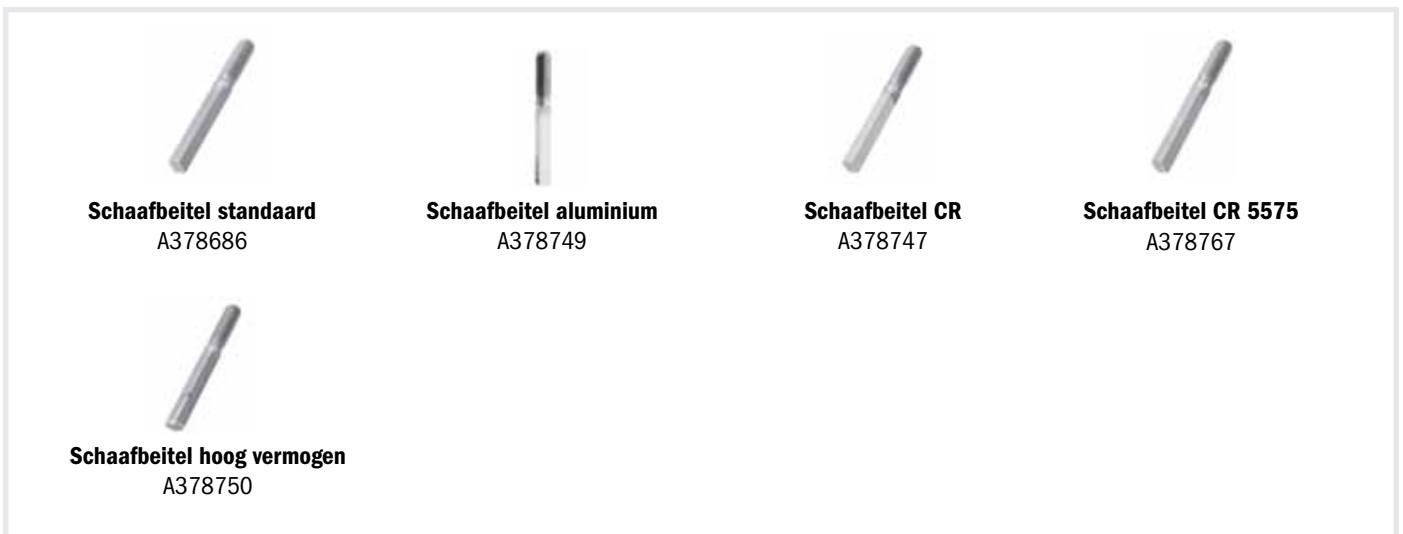 Schaafbeitel standaard
A378686
Schaafbeitel aluminium
A378749
Schaafbeitel CR
A378747
Schaafbeitel CR 5575
A378767
Schaafbeitel hoog vermogen
A378750